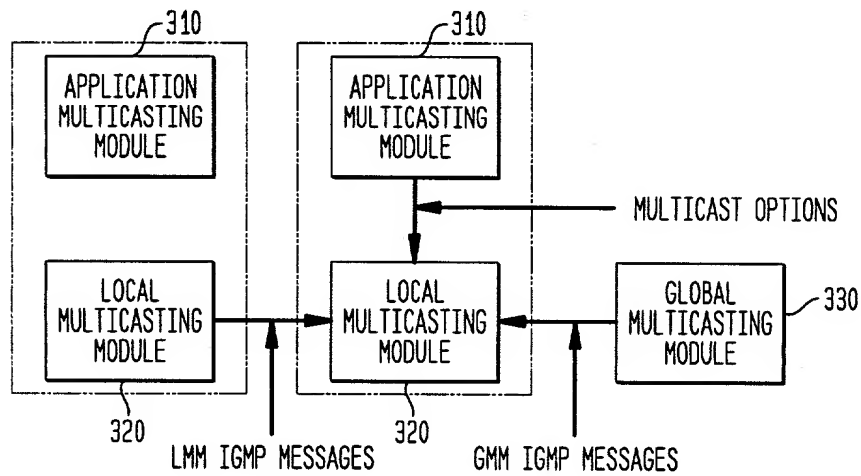 310
310
APPLICATION
MULTICASTING
MODULE
APPLICATION
MULTICASTING
MODULE
MULTICAST OPTIONS
LOCAL
MULTICASTING
MODULE
LOCAL
MULTICASTING
MODULE
GLOBAL
MULTICASTING
MODULE
330
320
320
LMM IGMP MESSAGES
GMM IGMP MESSAGES